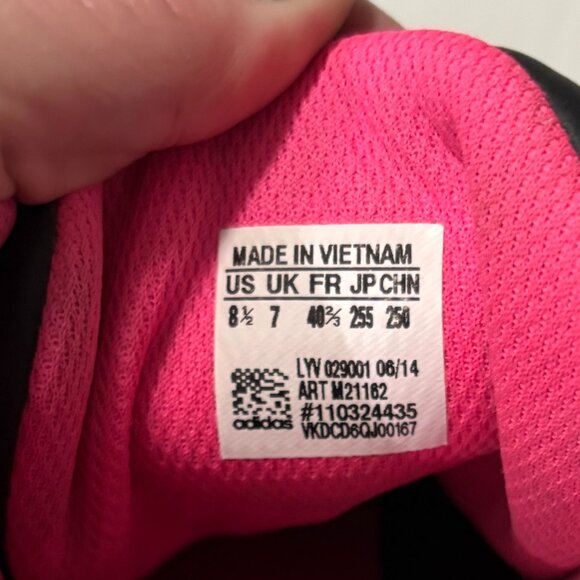 MADE IN VIETNAM
US UK FR JP CHN
8½ 7 40⅔ 255 250
LYV 029001 06/14
ART M21162
#110324435
VKDCD6QJ00167
adidas